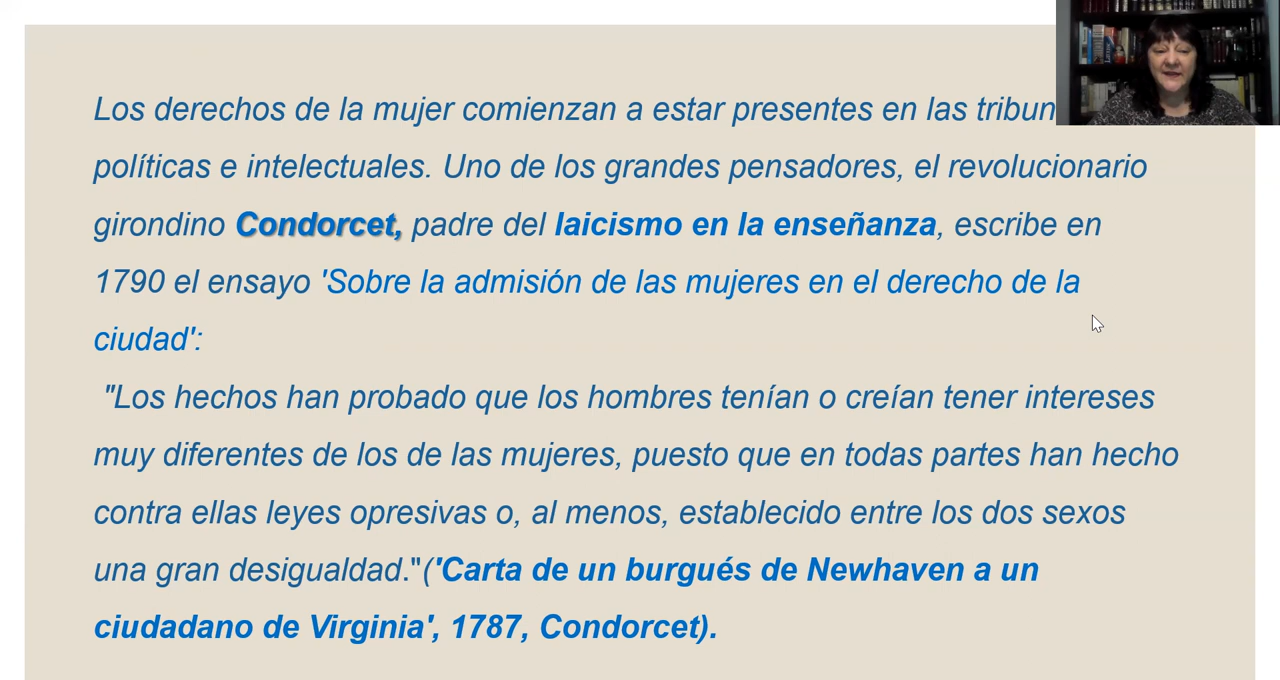 Los derechos de la mujer comienzan a estar presentes en las
políticas e intelectuales. Uno de los grandes pensadores, el revolucionario
girondino Condorcet, padre del laicismo en la enseñanza, escribe en
1790 el ensayo 'Sobre la admisión de las mujeres en el derecho de la
ciudad':
"Los hechos han probado que los hombres tenían o creían tener intereses
muy diferentes de los de las mujeres, puesto que en todas partes han hecho
contra ellas leyes opresivas o, al menos, establecido entre los dos sexos
una gran desigualdad."('Carta de un burgués de Newhaven a un
ciudadano de Virginia', 1787, Condorcet).